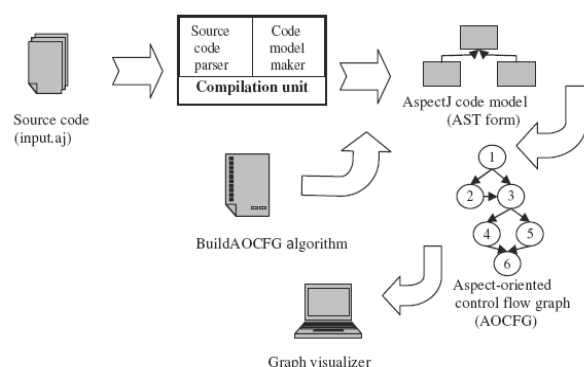 Source code parser
Code model maker
Compilation unit
Source code
(input.aj)
AspectJ code model
(AST form)
BuildAOCFG algorithm
1
2
3
4
5
6
Aspect-oriented
control flow graph
(AOCFG)
Graph visualizer